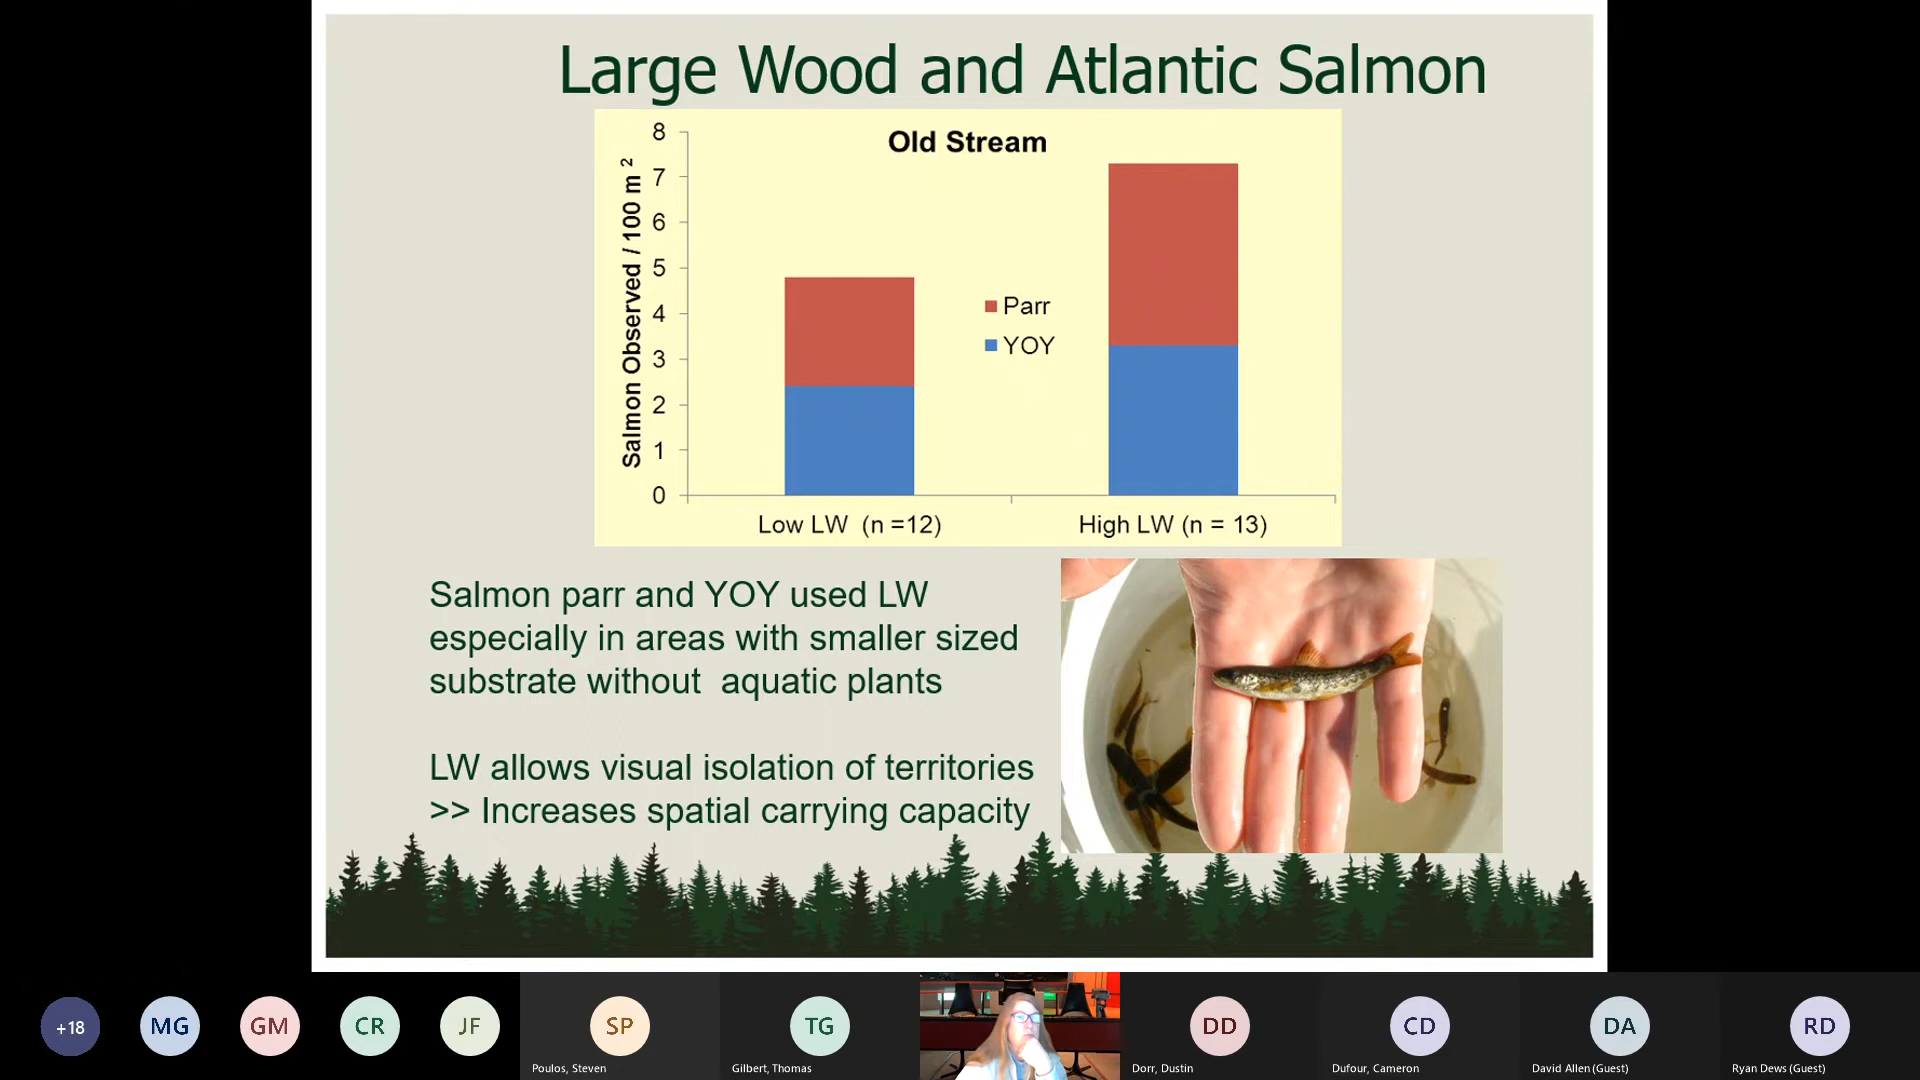 Large Wood and Atlantic Salmon
Old Stream
Salmon Observed / 100 m 2
8
7
6
5
4
3
2
1
0
Parr
YOY
Low LW (n =12)
High LW (n = 13)
Salmon parr and YOY used LW
especially in areas with smaller sized
substrate without aquatic plants
LW allows visual isolation of territories
>> Increases spatial carrying capacity
+18
MG
GM
CR
JF
SP
TG
DD
CD
DA
RD
Poulos, Steven
Gilbert, Thomas
Dorr, Dustin
Dufour, Cameron
David Allen (Guest)
Ryan Dews (Guest)